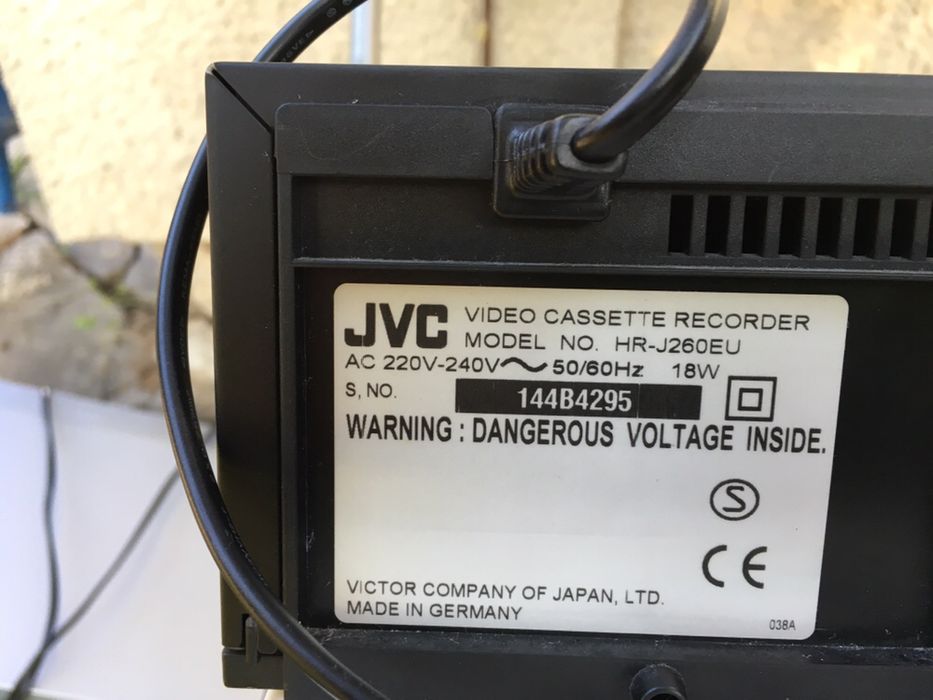 JVC VIDEO CASSETTE RECORDER
MODEL NO. HR-J260EU
AC 220V-240V〜 50/60Hz 18W
S, NO. 144B4295
WARNING : DANGEROUS VOLTAGE INSIDE.
S
CE
VICTOR COMPANY OF JAPAN, LTD.
MADE IN GERMANY
038A